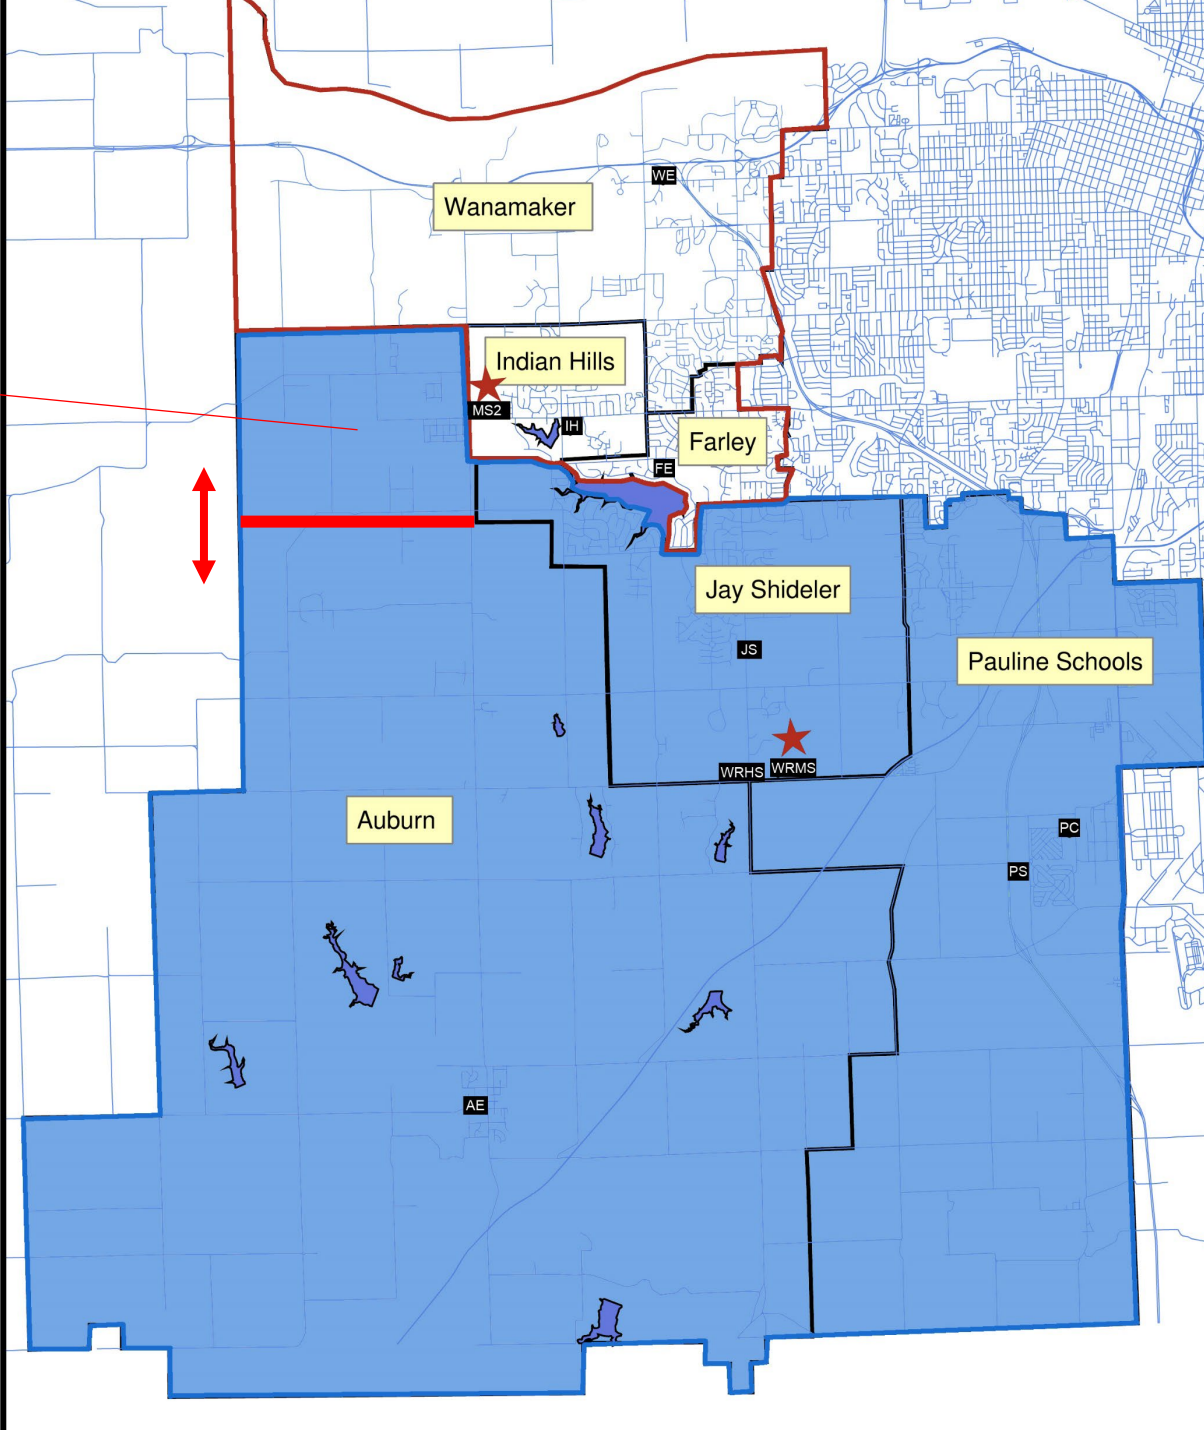 WE
Wanamaker
Indian Hills
MS2
IH
Farley
FE
Jay Shideler
JS
Pauline Schools
WRHS
WRMS
Auburn
PC
PS
AE